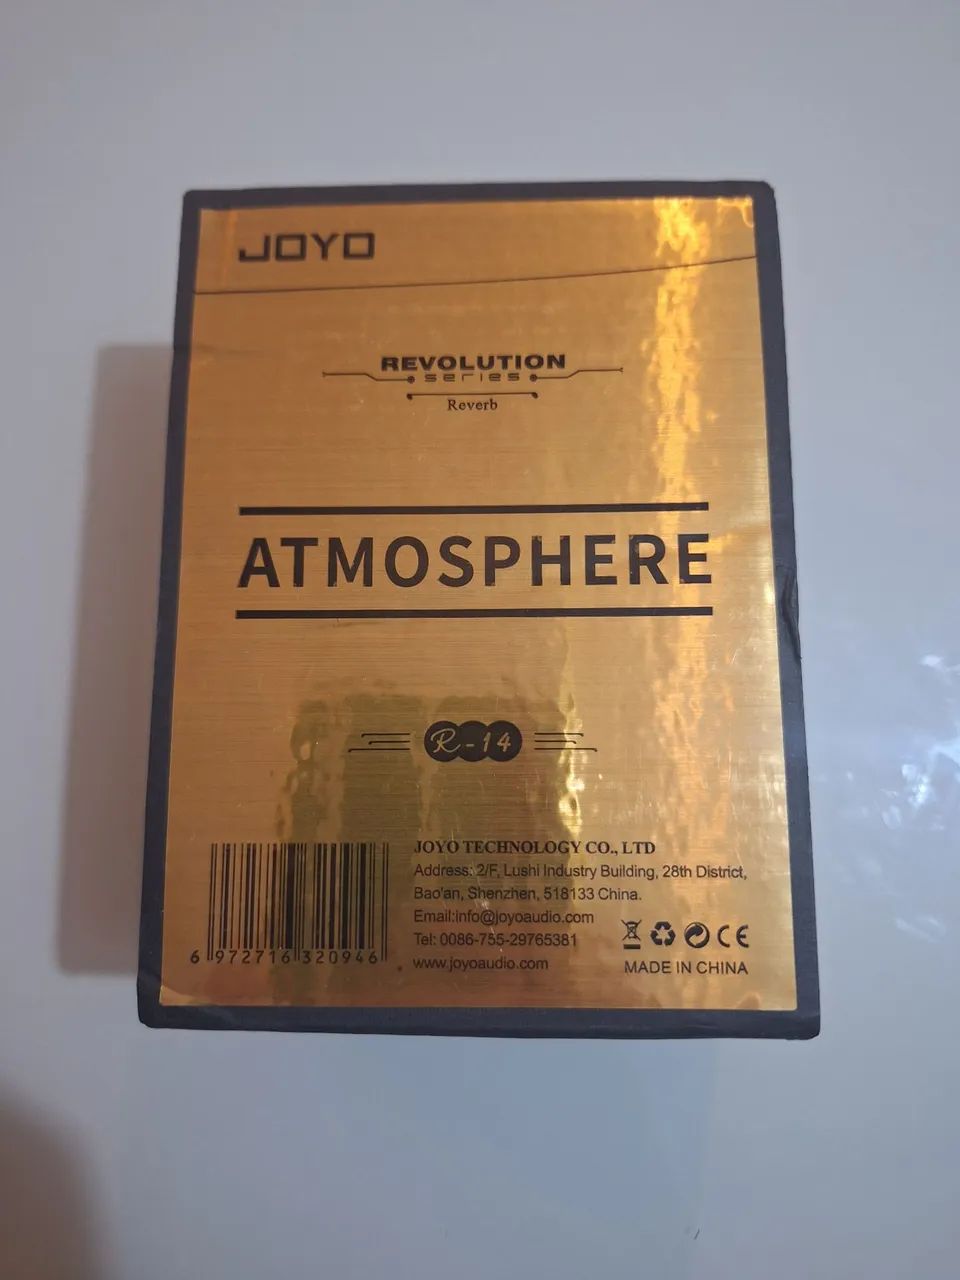 JOYO
REVOLUTION
series
Reverb
ATMOSPHERE
R-14
JOYO TECHNOLOGY CO., LTD
Address: 2/F, Lushi Industry Building, 28th District,
Bao'an, Shenzhen, 518133 China.
Email:info@joyoaudio.com
Tel: 0086-755-29765381
www.joyoaudio.com
CE
MADE IN CHINA
6 972716 320946